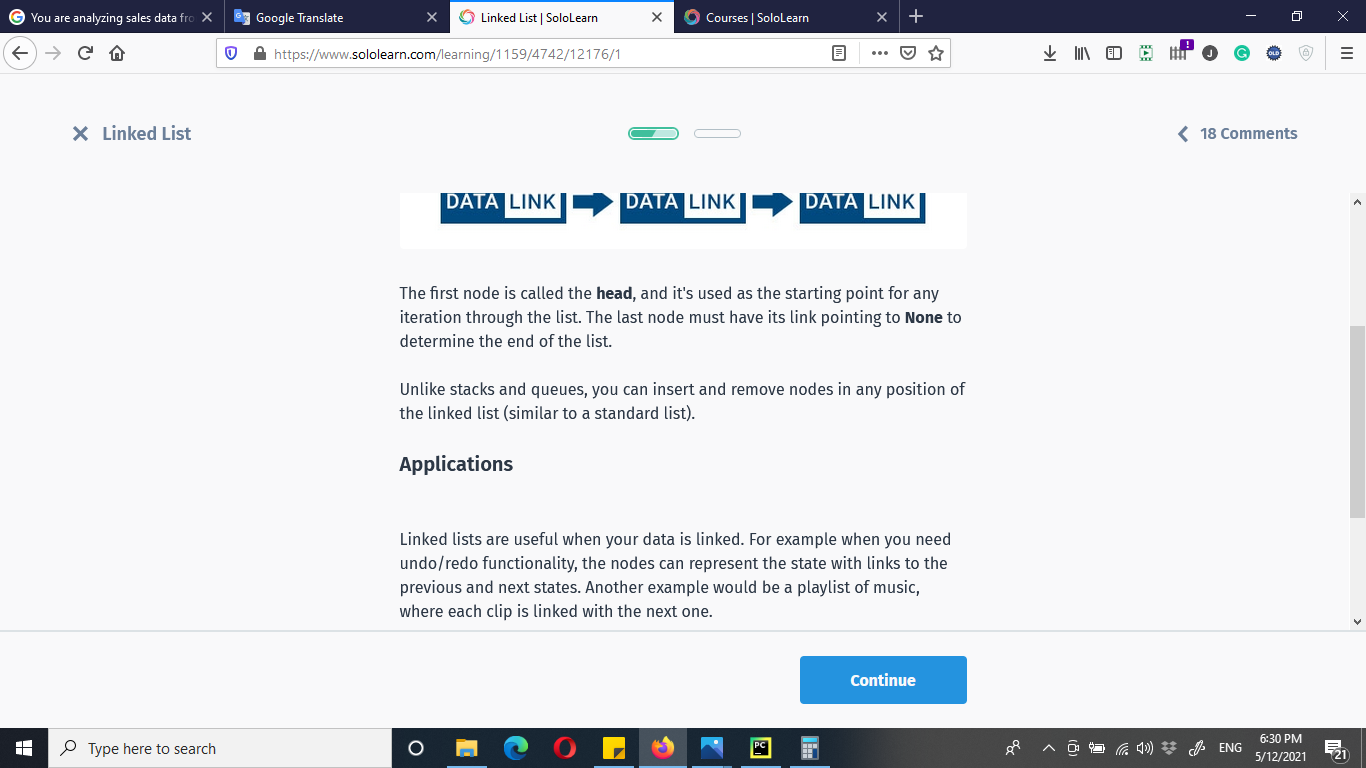 You are analyzing sales data fro
Google Translate
Linked List | SoloLearn
Courses | SoloLearn
https://www.sololearn.com/learning/1159/4742/12176/1
Linked List
18 Comments
DATA LINK DATA LINK DATA LINK
The first node is called the head, and it's used as the starting point for any
iteration through the list. The last node must have its link pointing to None to
determine the end of the list.
Unlike stacks and queues, you can insert and remove nodes in any position of
the linked list (similar to a standard list).
Applications
Linked lists are useful when your data is linked. For example when you need
undo/redo functionality, the nodes can represent the state with links to the
previous and next states. Another example would be a playlist of music,
where each clip is linked with the next one.
Continue
Type here to search
PC
ENG
6:30 PM
5/12/2021
21